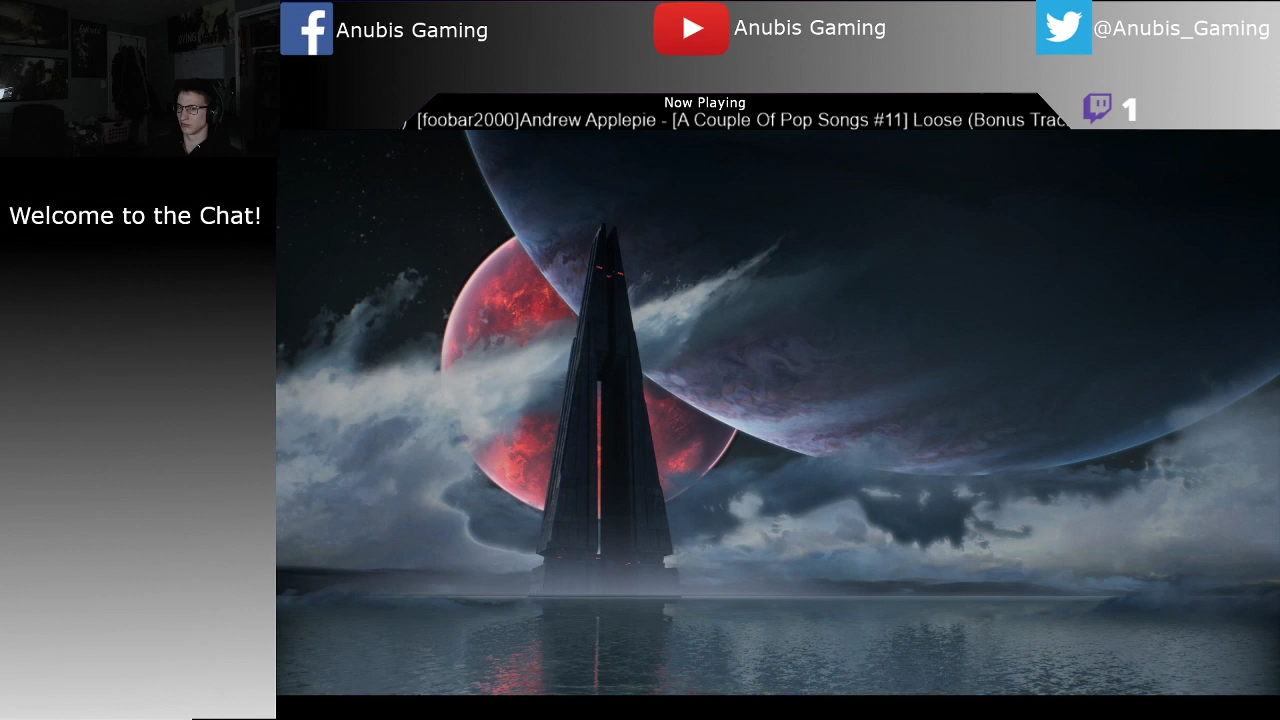 Anubis Gaming
Anubis Gaming
@Anubis_Gaming
Now Playing
[foobar2000]Andrew Applepie - [A Couple Of Pop Songs #11] Loose (Bonus Trac
1
Welcome to the Chat!